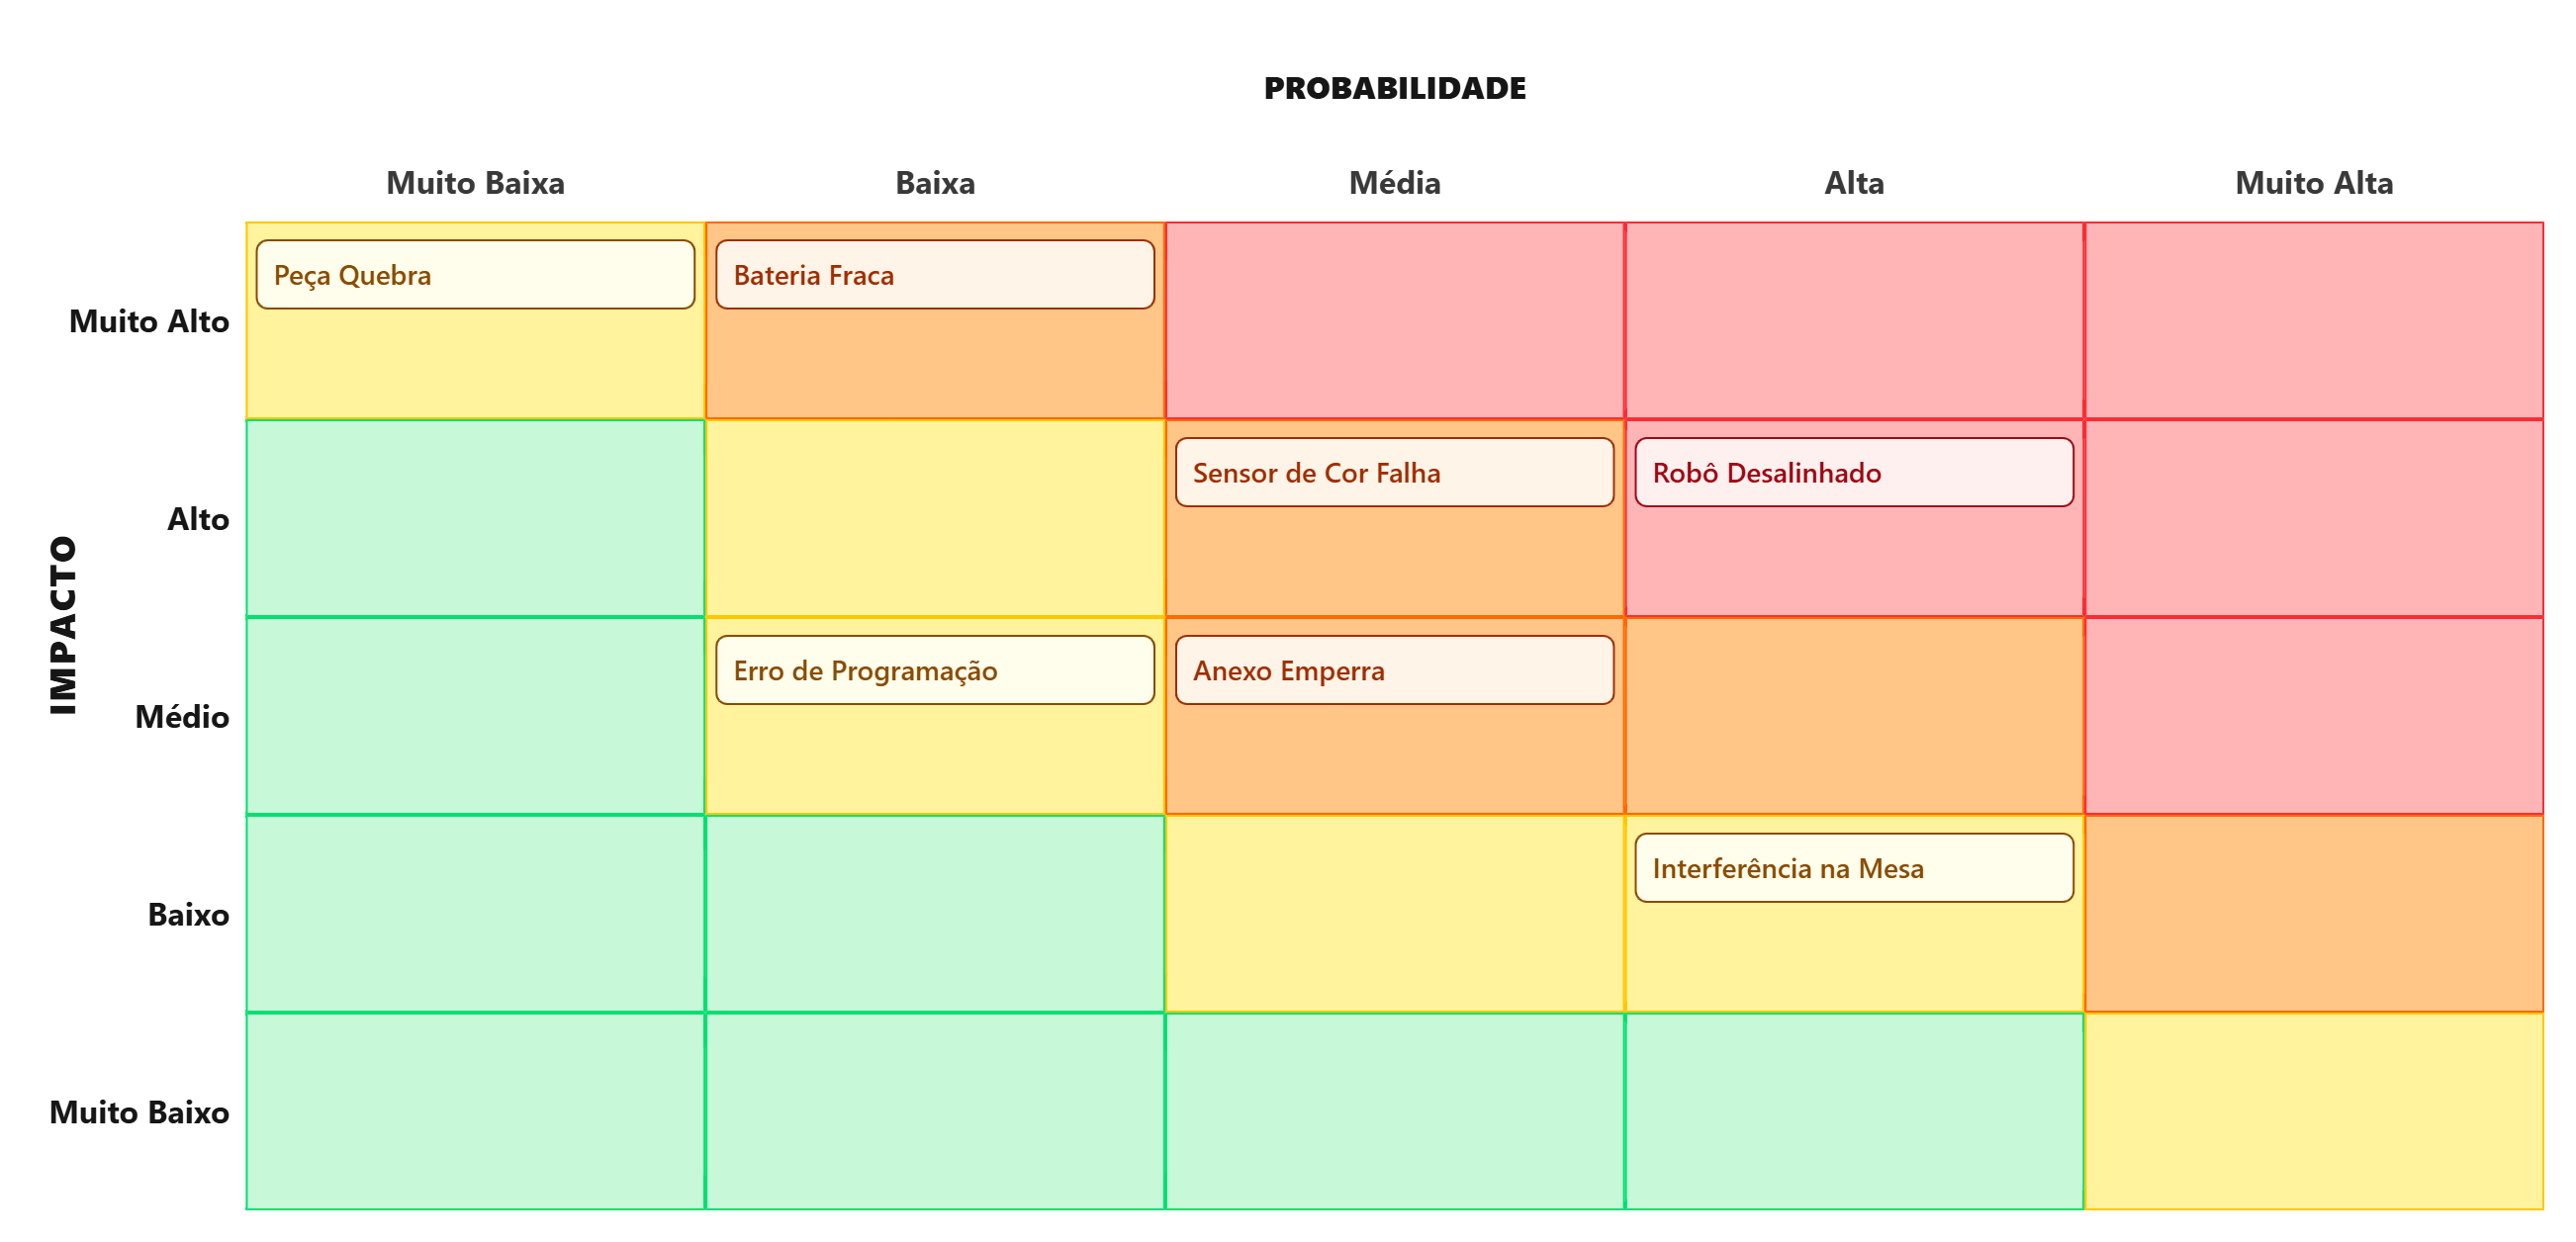 PROBABILIDADE
Muito Baixa
Baixa
Média
Alta
Muito Alta
IMPACTO
Muito Alto
Peça Quebra
Bateria Fraca
Alto
Sensor de Cor Falha
Robô Desalinhado
Médio
Erro de Programação
Anexo Emperra
Baixo
Interferência na Mesa
Muito Baixo